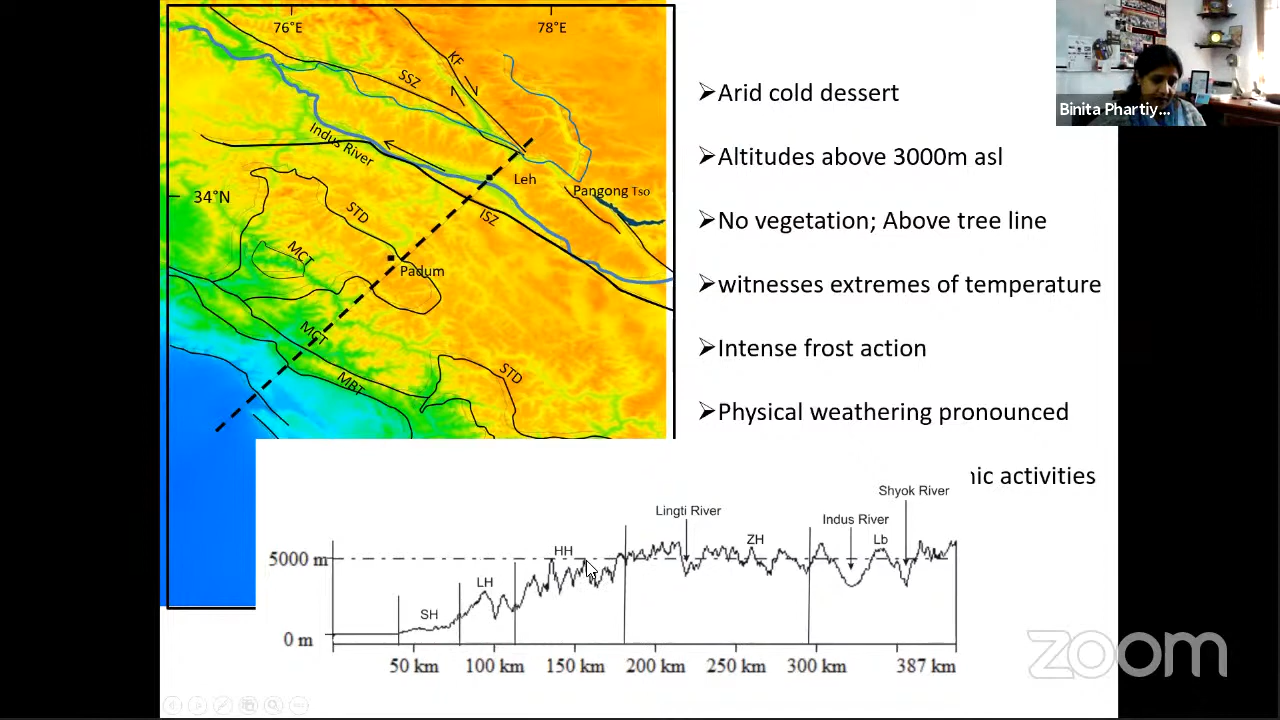 76°E
78°E
KF
SSZ
Indus River
Leh
Pangong Tso
34°N
STD
ISZ
MCT
Padum
MCT
MBT
STD
➢Arid cold dessert
➢Altitudes above 3000m asl
➢No vegetation; Above tree line
➢witnesses extremes of temperature
➢Intense frost action
➢Physical weathering pronounced
nic activities
Binita Phartiy...
Shyok River
Lingti River
Indus River
5000 m
HH
ZH
Lb
LH
SH
0 m
50 km
100 km
150 km
200 km
250 km
300 km
387 km
zoom